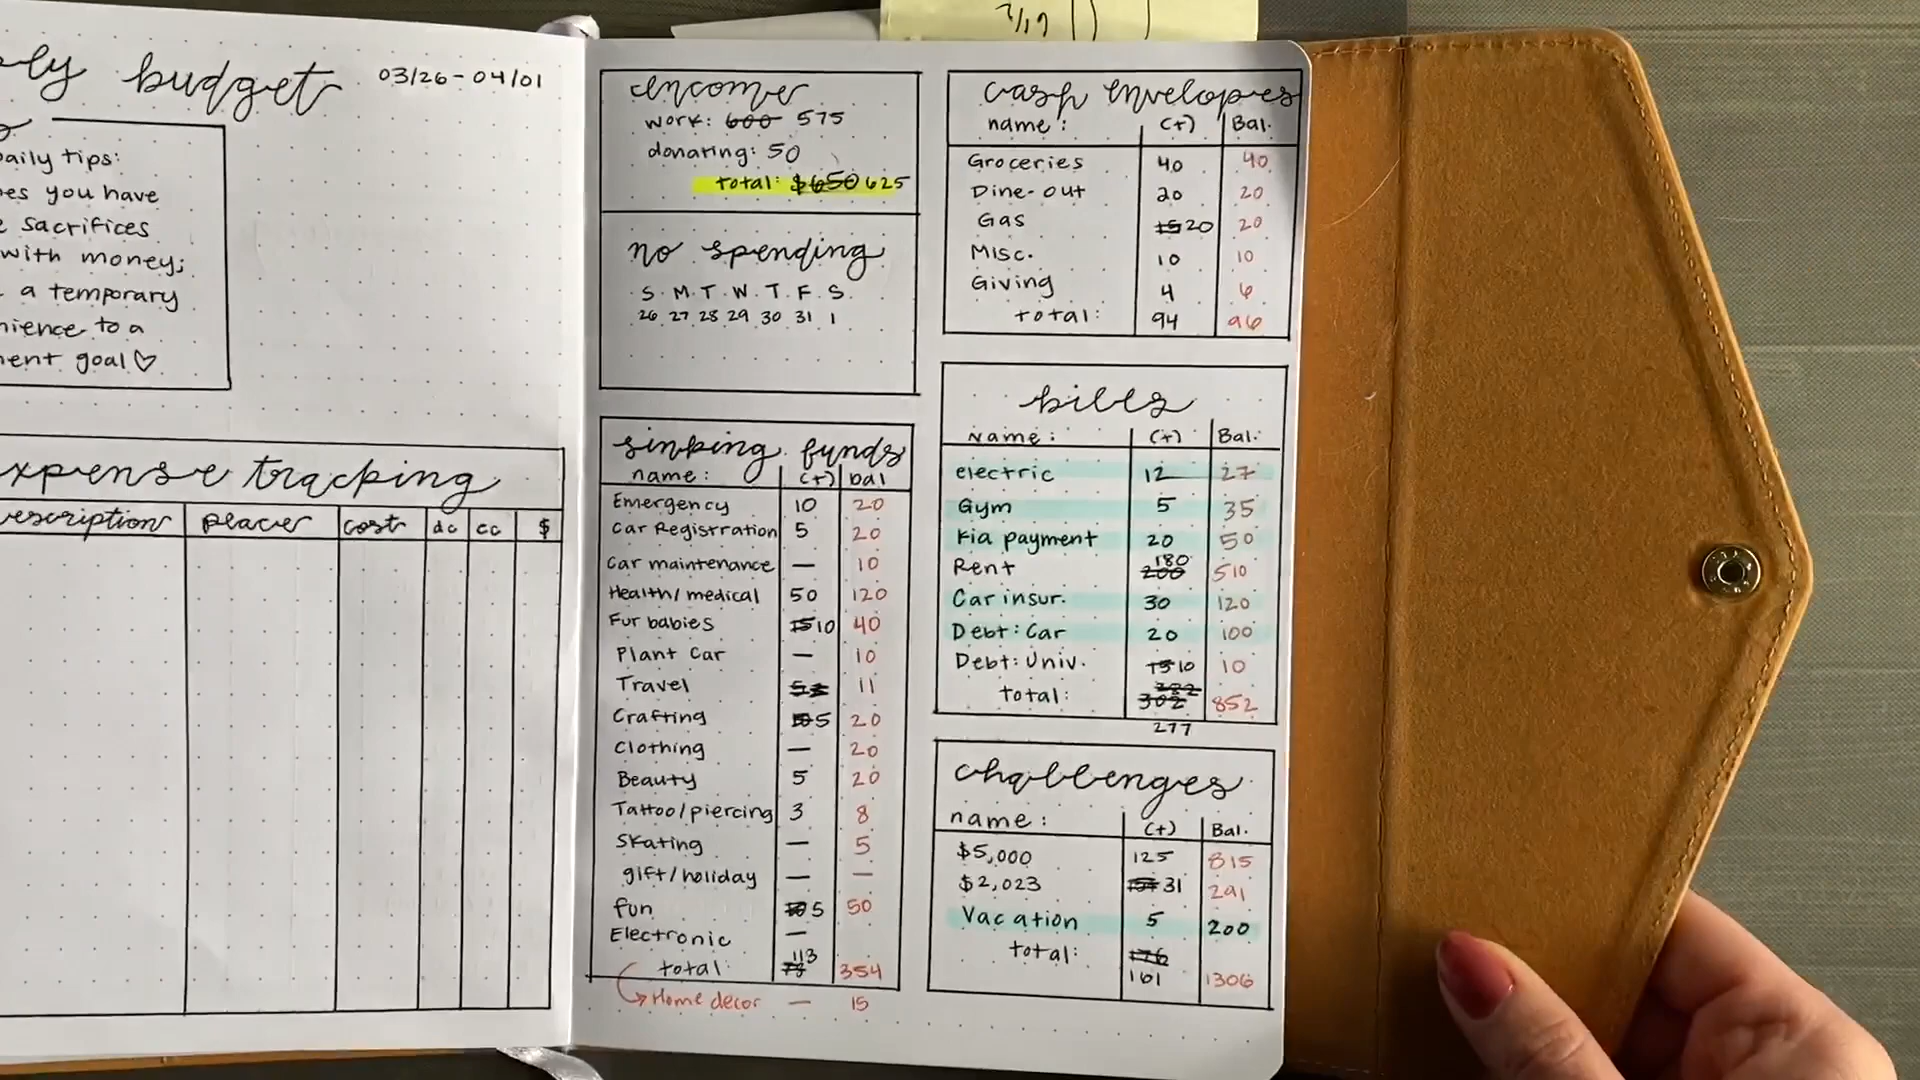 budget 03/26 - 04/01
tips:
you have
sacrifices
with money;
a temporary
to a
goal♡
tracking
place cost dc cc $
income
work: 600 575
donating: 50
total: $650 625
no spending
S M T W T F S
26 27 28 29 30 31 1
sinking funds
name: (+) bal
Emergency 10 20
Car Registration 5 20
Car maintenance — 10
Health/medical 50 120
Fur babies 15 10 40
Plant Car — 10
Travel 11
Crafting 5 20
Clothing — 20
Beauty 5 20
Tattoo/piercing 3 8
Skating — 5
gift/holiday — —
fun 5 50
Electronic —
total: 113 354
Home decor — 15
cash envelopes
name: (+) Bal.
Groceries 40 40
Dine-out 20 20
Gas 15 20 20
Misc. 10 10
Giving 4 6
total: 94 96
bills
Name: (+) Bal.
electric 12 27
Gym 5 35
Kia payment 20 50
Rent 200 180 510
Car insur. 30 120
Debt: Car 20 100
Debt: Univ. 15 10 10
total: 302 852
277
challenges
name: (+) Bal.
$5,000 125 815
$2,023 31 291
Vacation 5 200
total: 176
161 1306